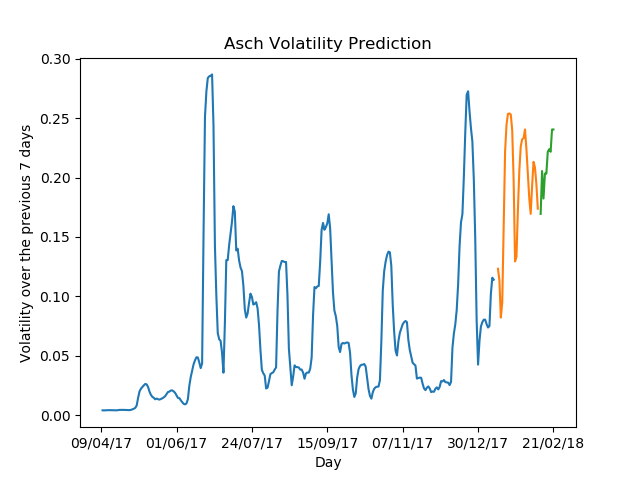 Asch Volatility Prediction
Volatility over the previous 7 days
0.30
0.25
0.20
0.15
0.10
0.05
0.00
09/04/17 01/06/17 24/07/17 15/09/17 07/11/17 30/12/17 21/02/18
Day